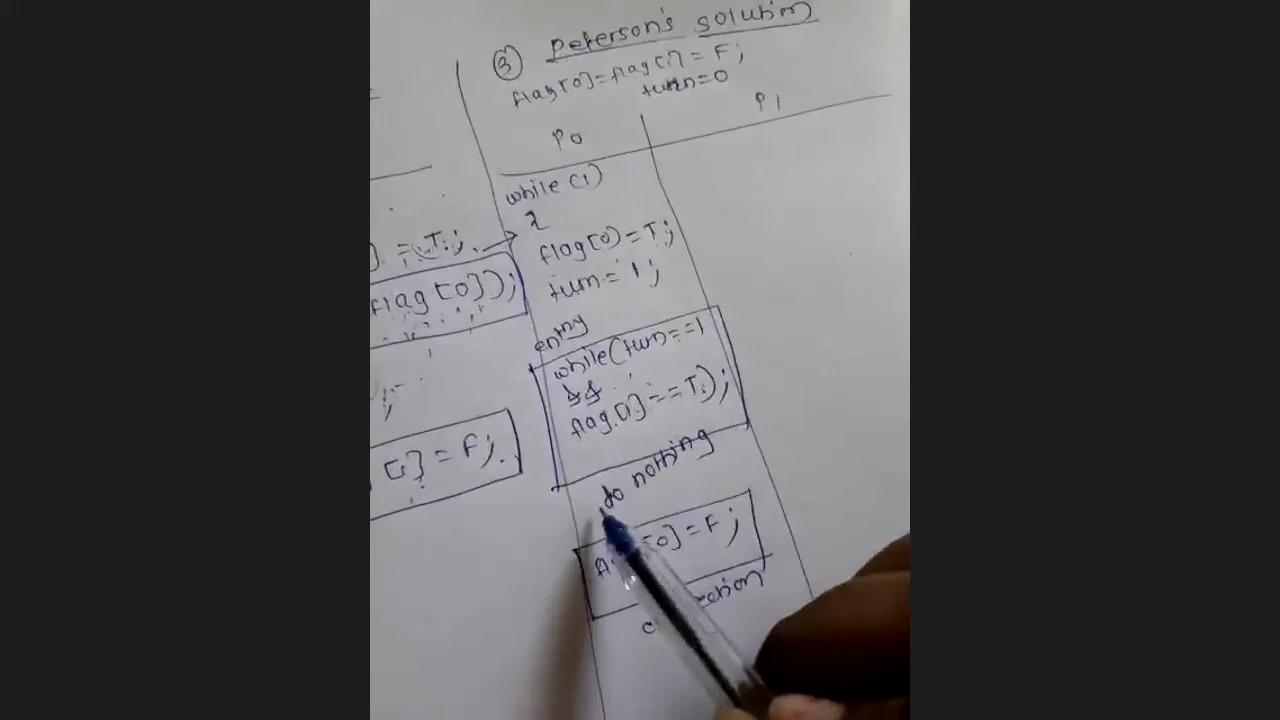 ] = T;
flag[0]);
;
[1] = F;
③ Peterson's solution
flag[0]=flag[1] = F;
turn=0
P0
P1
while(1)
{
flag[0]=T;
turn=1;
entry
while(turn==1
&&
flag[1]==T);
do nothing
[0]=F;